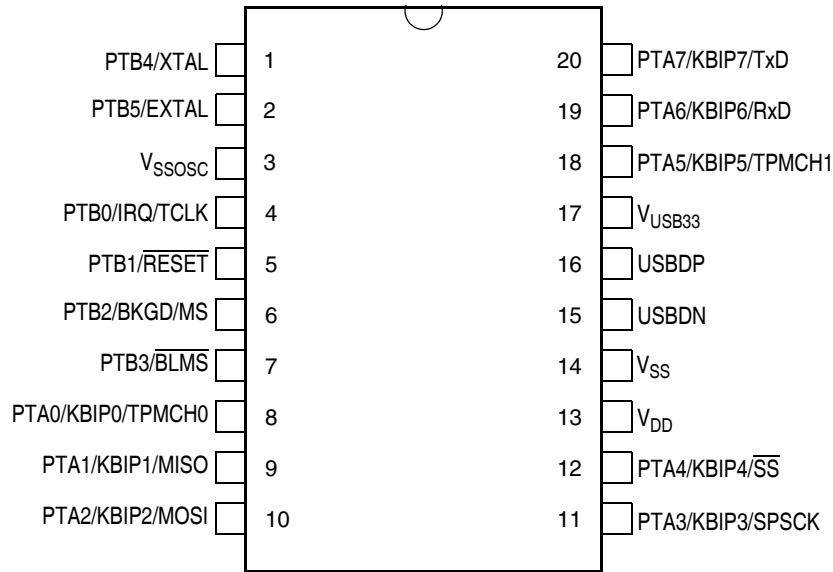 PTB4/XTAL 1 20 PTA7/KBIP7/TxD
PTB5/EXTAL 2 19 PTA6/KBIP6/RxD
VSSOSC 3 18 PTA5/KBIP5/TPMCH1
PTB0/IRQ/TCLK 4 17 VUSB33
PTB1/RESET 5 16 USBDP
PTB2/BKGD/MS 6 15 USBDN
PTB3/BLMS 7 14 VSS
PTA0/KBIP0/TPMCH0 8 13 VDD
PTA1/KBIP1/MISO 9 12 PTA4/KBIP4/SS
PTA2/KBIP2/MOSI 10 11 PTA3/KBIP3/SPSCK